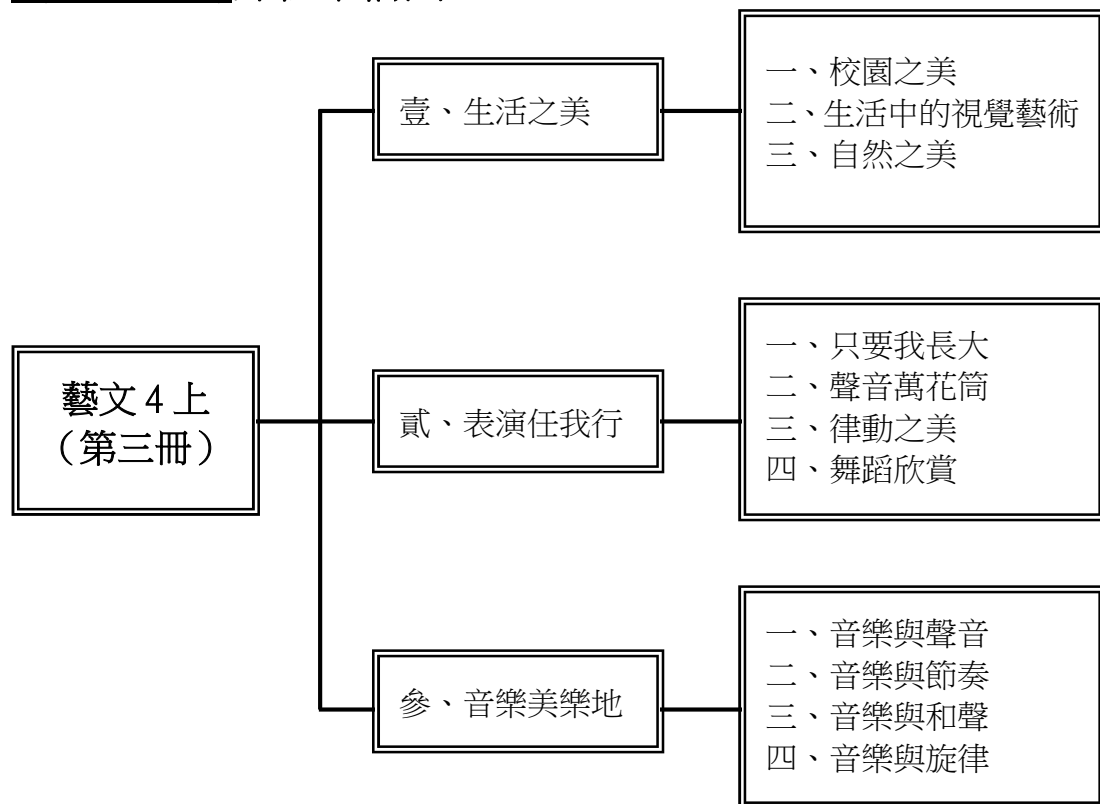 壹、生活之美
一、校園之美
二、生活中的視覺藝術
三、自然之美
藝文4上
（第三冊）
貳、表演任我行
一、只要我長大
二、聲音萬花筒
三、律動之美
四、舞蹈欣賞
參、音樂美樂地
一、音樂與聲音
二、音樂與節奏
三、音樂與和聲
四、音樂與旋律